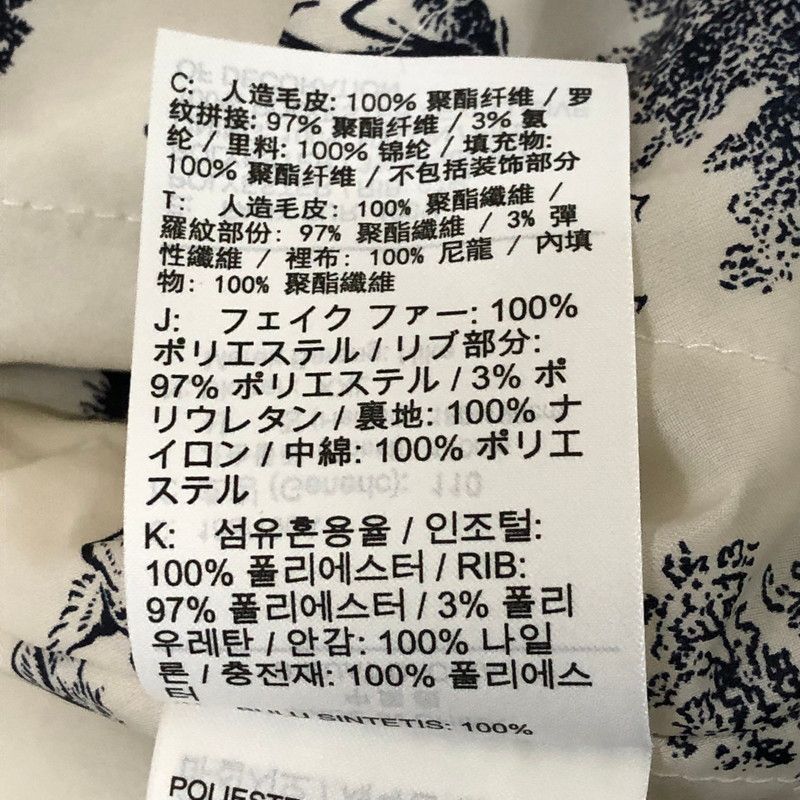 C: 人造毛皮: 100% 聚酯纤维 / 罗
纹拼接: 97% 聚酯纤维 / 3% 氨
纶 / 里料: 100% 锦纶 / 填充物:
100% 聚酯纤维 / 不包括装饰部分
T: 人造毛皮: 100% 聚酯纖維 /
羅紋部份: 97% 聚酯纖維 / 3% 彈
性纖維 / 裡布: 100% 尼龍 / 內填
物: 100% 聚酯纖維
J: フェイク ファー: 100%
ポリエステル / リブ部分:
97% ポリエステル / 3% ポ
リウレタン / 裏地: 100% ナ
イロン / 中綿: 100% ポリエ
ステル
K: 섬유혼용율 / 인조털:
100% 폴리에스터 / RIB:
97% 폴리에스터 / 3% 폴리
우레탄 / 안감: 100% 나일
론 / 충전재: 100% 폴리에스
터
BULU SINTETIS: 100%